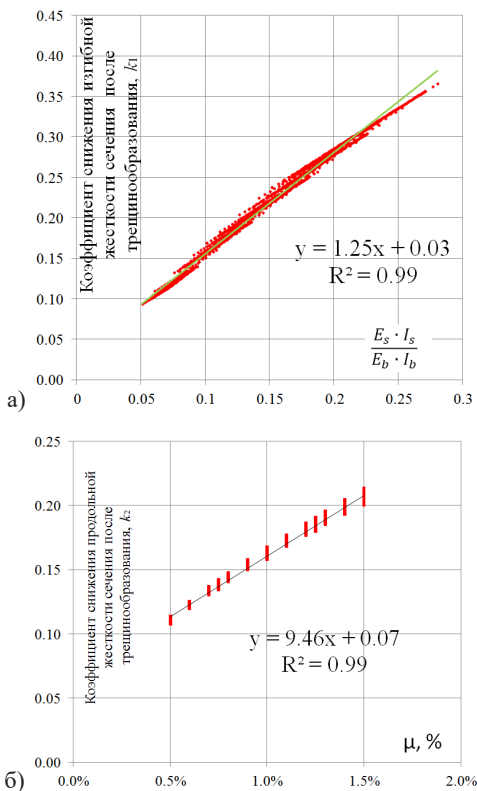 0.45
0.40
0.35
0.30
0.25
0.20
0.15
0.10
0.05
0.00
Коэффициент снижения изгибной
жесткости сечения после
трещинообразования, k1
y = 1.25x + 0.03
R² = 0.99
Es · Is
Eb · Ib
0
0.05
0.1
0.15
0.2
0.25
0.3
а)
0.25
0.20
0.15
0.10
0.05
0.00
Коэффициент снижения продольной
жесткости сечения после
трещинообразования, k2
y = 9.46x + 0.07
R² = 0.99
μ, %
0.0%
0.5%
1.0%
1.5%
2.0%
б)